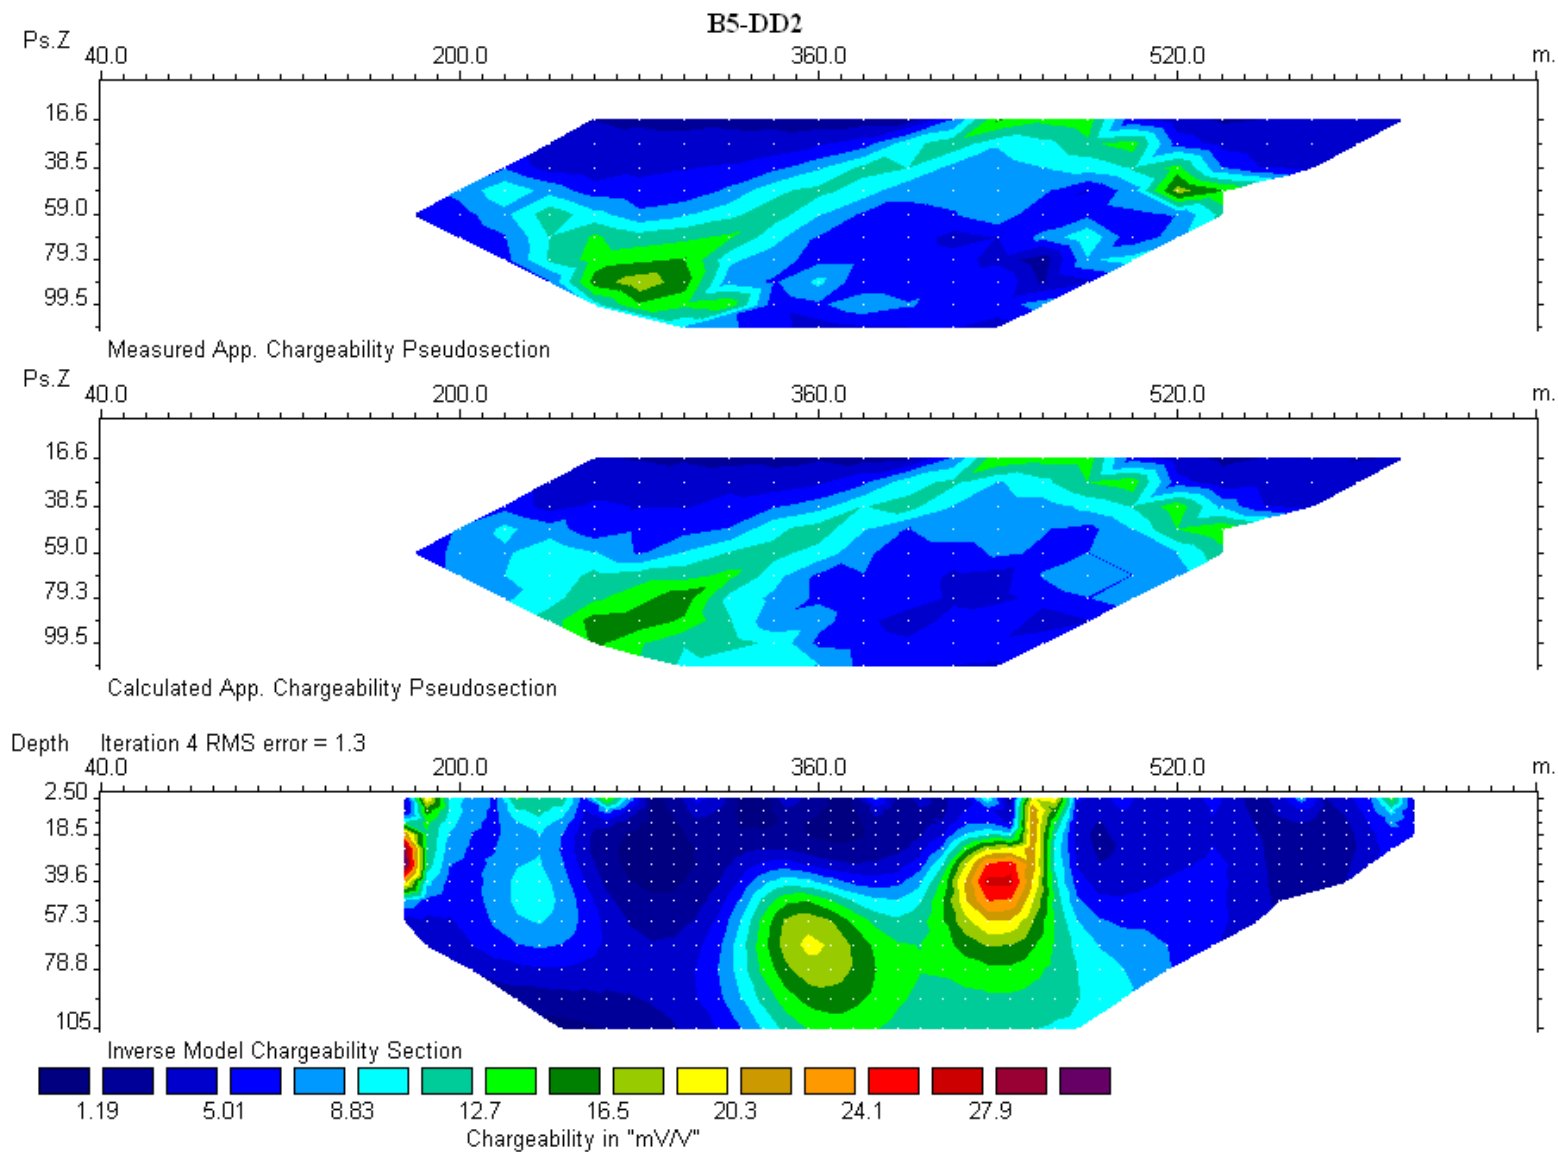 B5-DD2
Ps.Z 40.0 200.0 360.0 520.0 m.
16.6
38.5
59.0
79.3
99.5
Measured App. Chargeability Pseudosection
Ps.Z 40.0 200.0 360.0 520.0 m.
16.6
38.5
59.0
79.3
99.5
Calculated App. Chargeability Pseudosection
Depth Iteration 4 RMS error = 1.3
40.0 200.0 360.0 520.0 m.
2.50
18.5
39.6
57.3
78.8
105.
Inverse Model Chargeability Section
1.19 5.01 8.83 12.7 16.5 20.3 24.1 27.9
Chargeability in "mV/V"